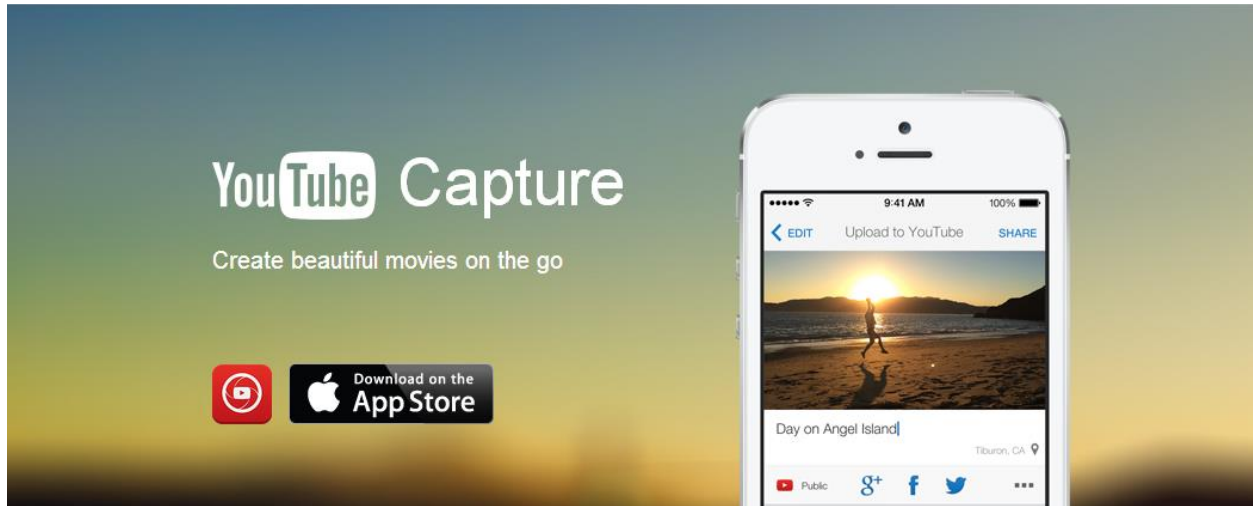 YouTube Capture
Create beautiful movies on the go
Download on the
App Store
9:41 AM
100%
EDIT
Upload to YouTube
SHARE
Day on Angel Island
Tiburon, CA
Public
g+
f